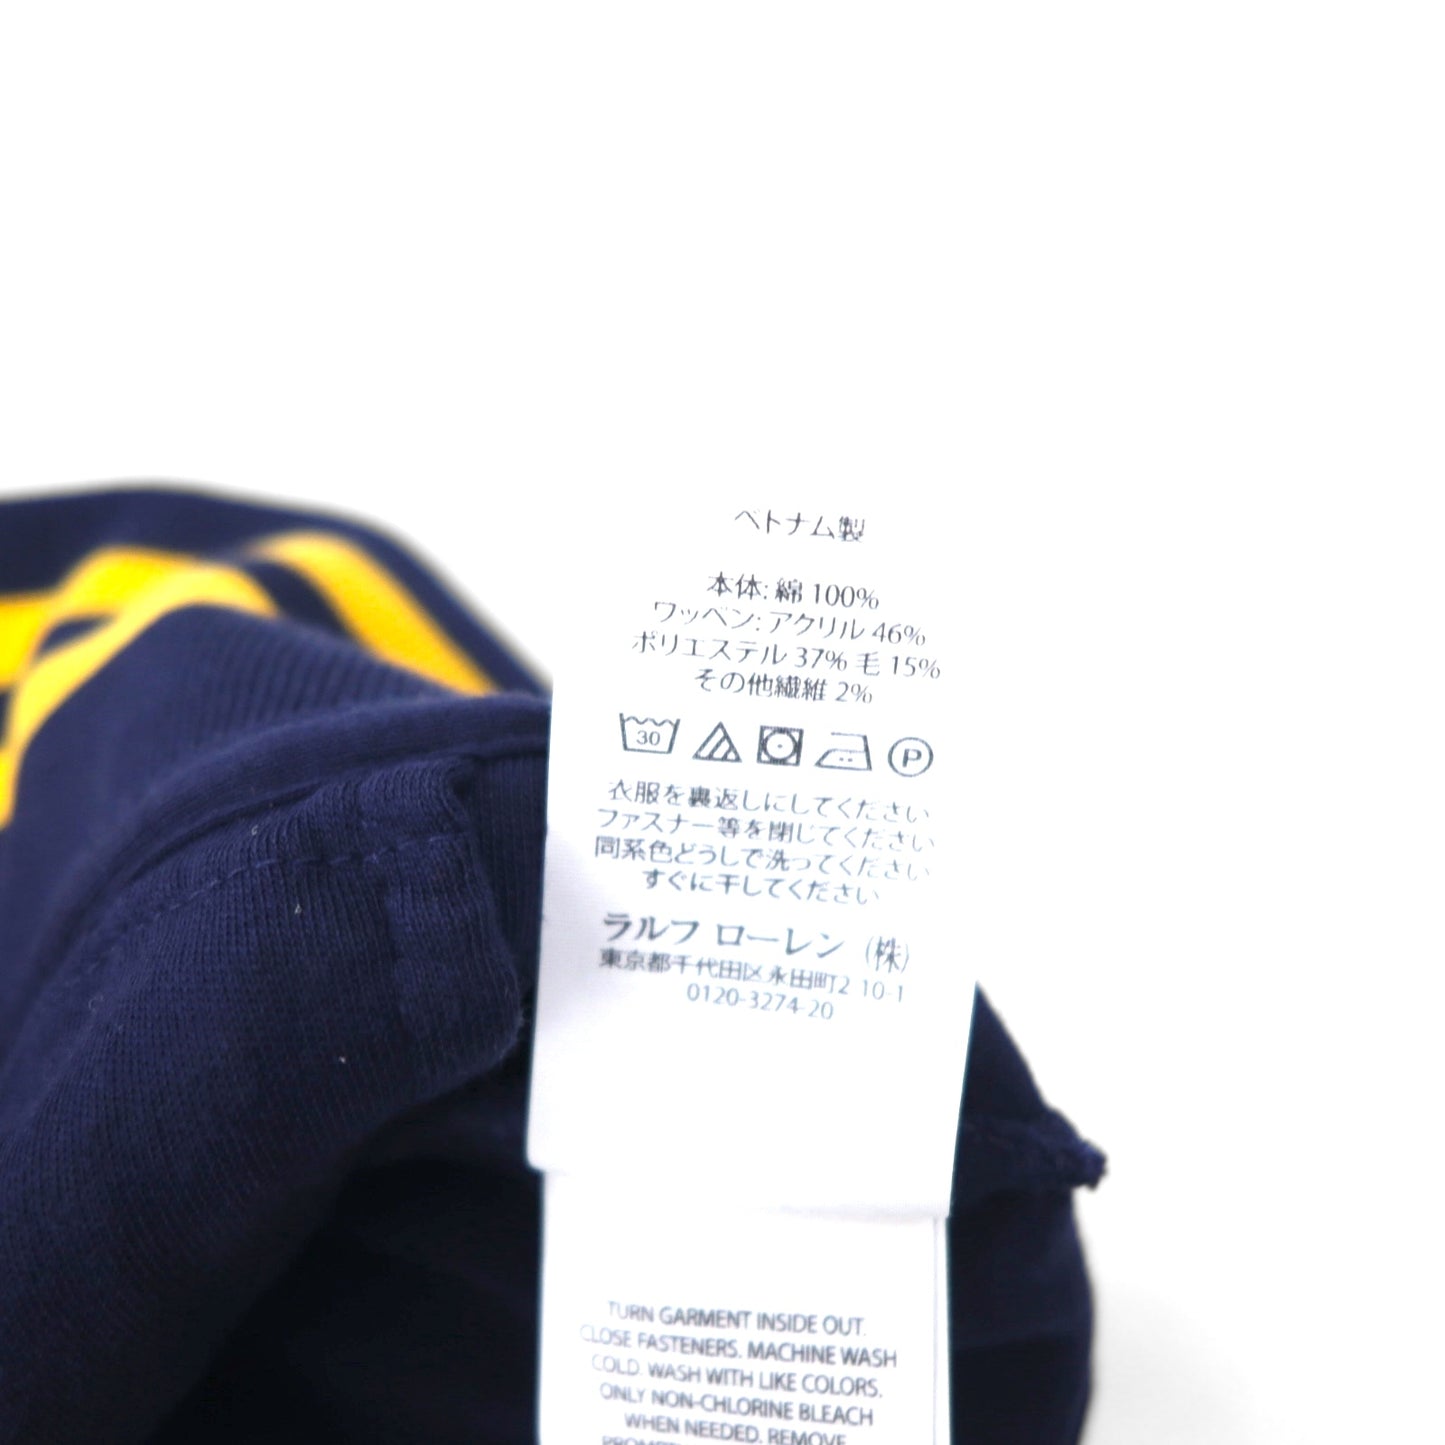 ベトナム製
本体: 綿 100%
ワッペン: アクリル 46%
ポリエステル 37% 毛 15%
その他繊維 2%
30
P
衣服を裏返しにしてください
ファスナー等を閉じてください
同系色どうしで洗ってください
すぐに干してください
ラルフ ローレン (株)
東京都千代田区永田町2 10-1
0120-3274-20
TURN GARMENT INSIDE OUT.
CLOSE FASTENERS. MACHINE WASH
COLD. WASH WITH LIKE COLORS.
ONLY NON-CHLORINE BLEACH
WHEN NEEDED. REMOVE